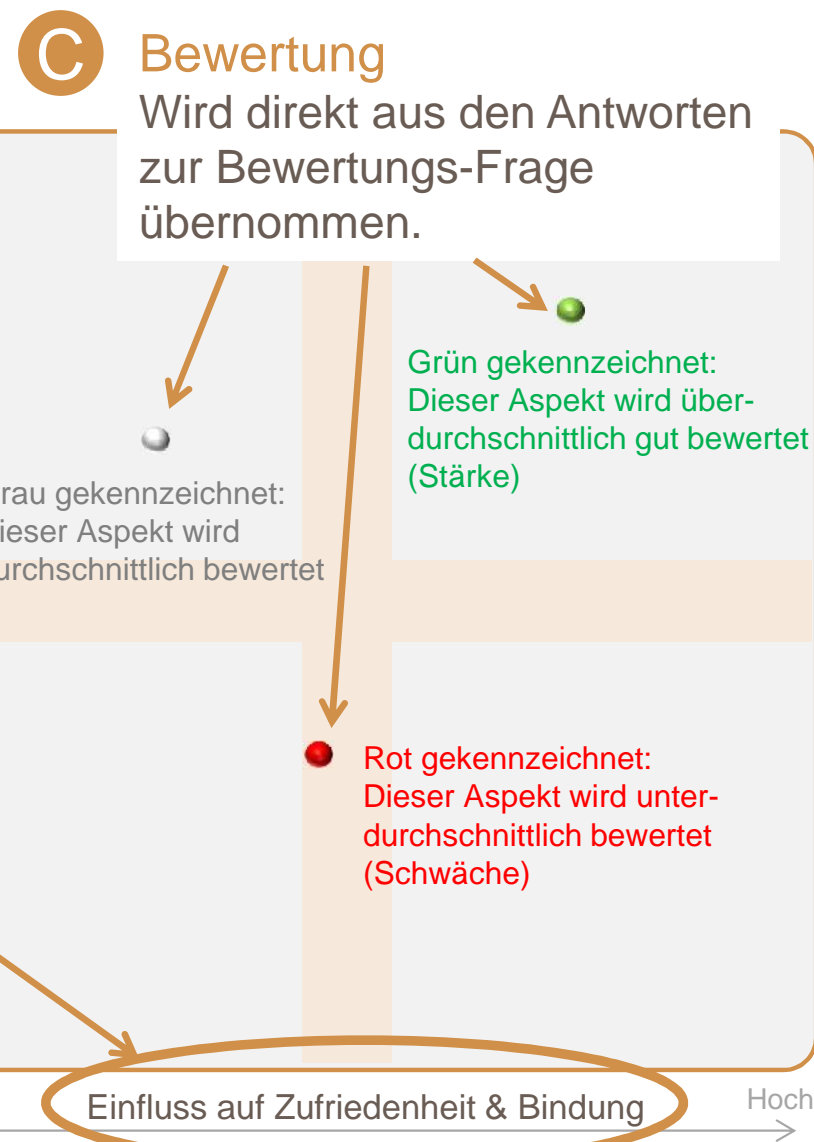 C Bewertung
Wird direkt aus den Antworten
zur Bewertungs-Frage
übernommen.
Grün gekennzeichnet:
Dieser Aspekt wird über-
durchschnittlich gut bewertet
(Stärke)
rau gekennzeichnet:
ieser Aspekt wird
urchschnittlich bewertet
Rot gekennzeichnet:
Dieser Aspekt wird unter-
durchschnittlich bewertet
(Schwäche)
Einfluss auf Zufriedenheit & Bindung
Hoch